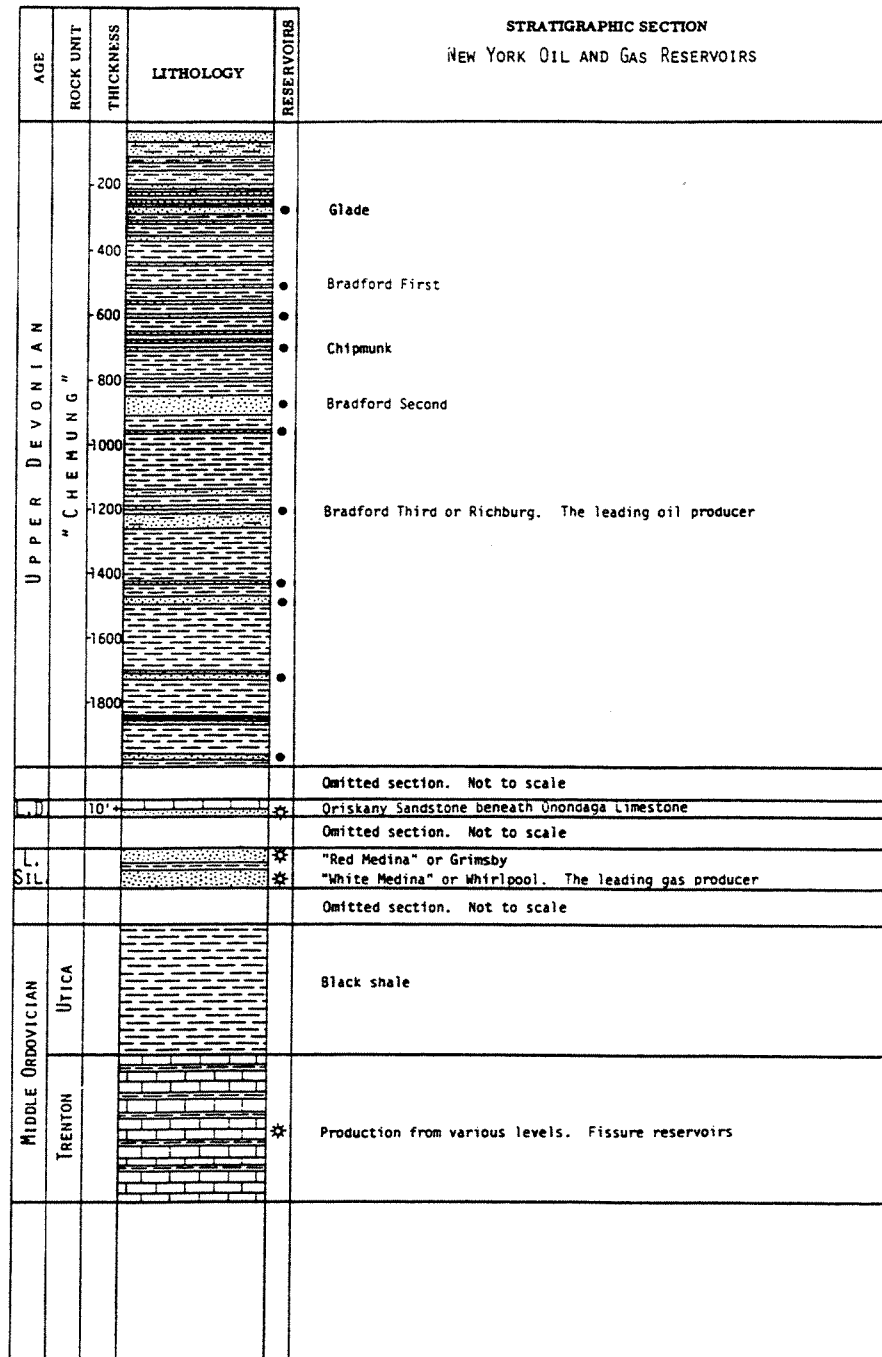 STRATIGRAPHIC SECTION
NEW YORK OIL AND GAS RESERVOIRS
AGE
ROCK UNIT
THICKNESS
LITHOLOGY
RESERVOIRS
UPPER DEVONIAN
"CHEMUNG"
200
Glade
400
Bradford First
600
Chipmunk
800
Bradford Second
1000
1200
Bradford Third or Richburg. The leading oil producer
1400
1600
1800
Omitted section. Not to scale
L.D
10'
Oriskany Sandstone beneath Onondaga Limestone
Omitted section. Not to scale
L.
SIL.
"Red Medina" or Grimsby
"White Medina" or Whirlpool. The leading gas producer
Omitted section. Not to scale
MIDDLE ORDOVICIAN
UTICA
Black shale
TRENTON
Production from various levels. Fissure reservoirs